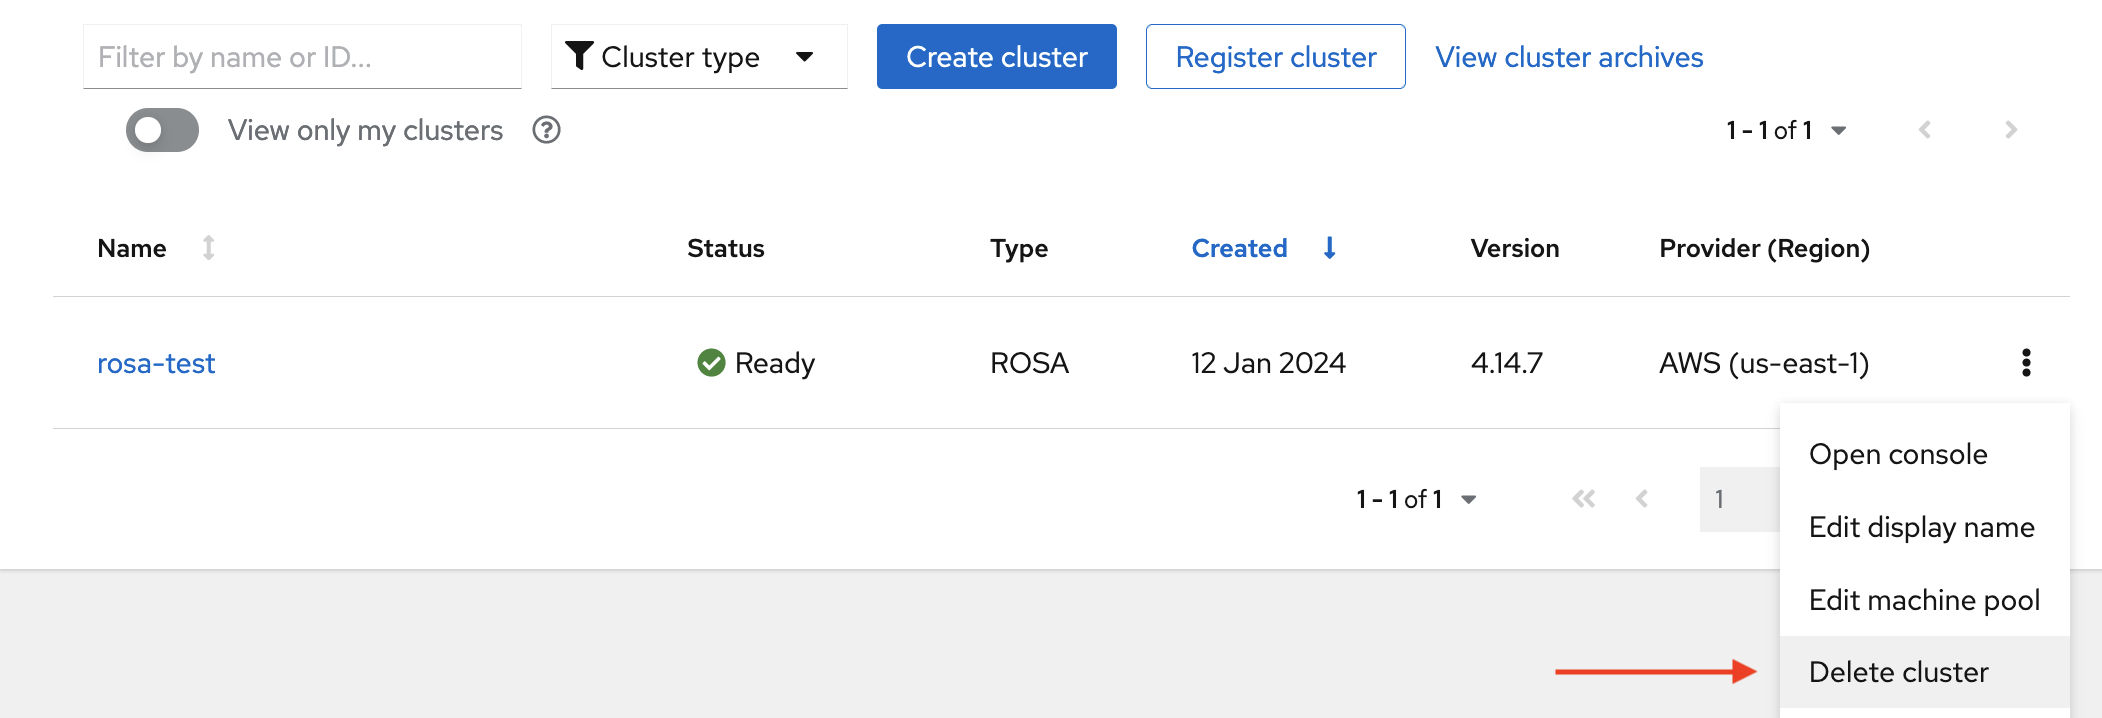 Filter by name or ID...
Cluster type
Create cluster
Register cluster
View cluster archives
View only my clusters
1 - 1 of 1
Name
Status
Type
Created
Version
Provider (Region)
rosa-test
Ready
ROSA
12 Jan 2024
4.14.7
AWS (us-east-1)
1 - 1 of 1
1
Open console
Edit display name
Edit machine pool
Delete cluster